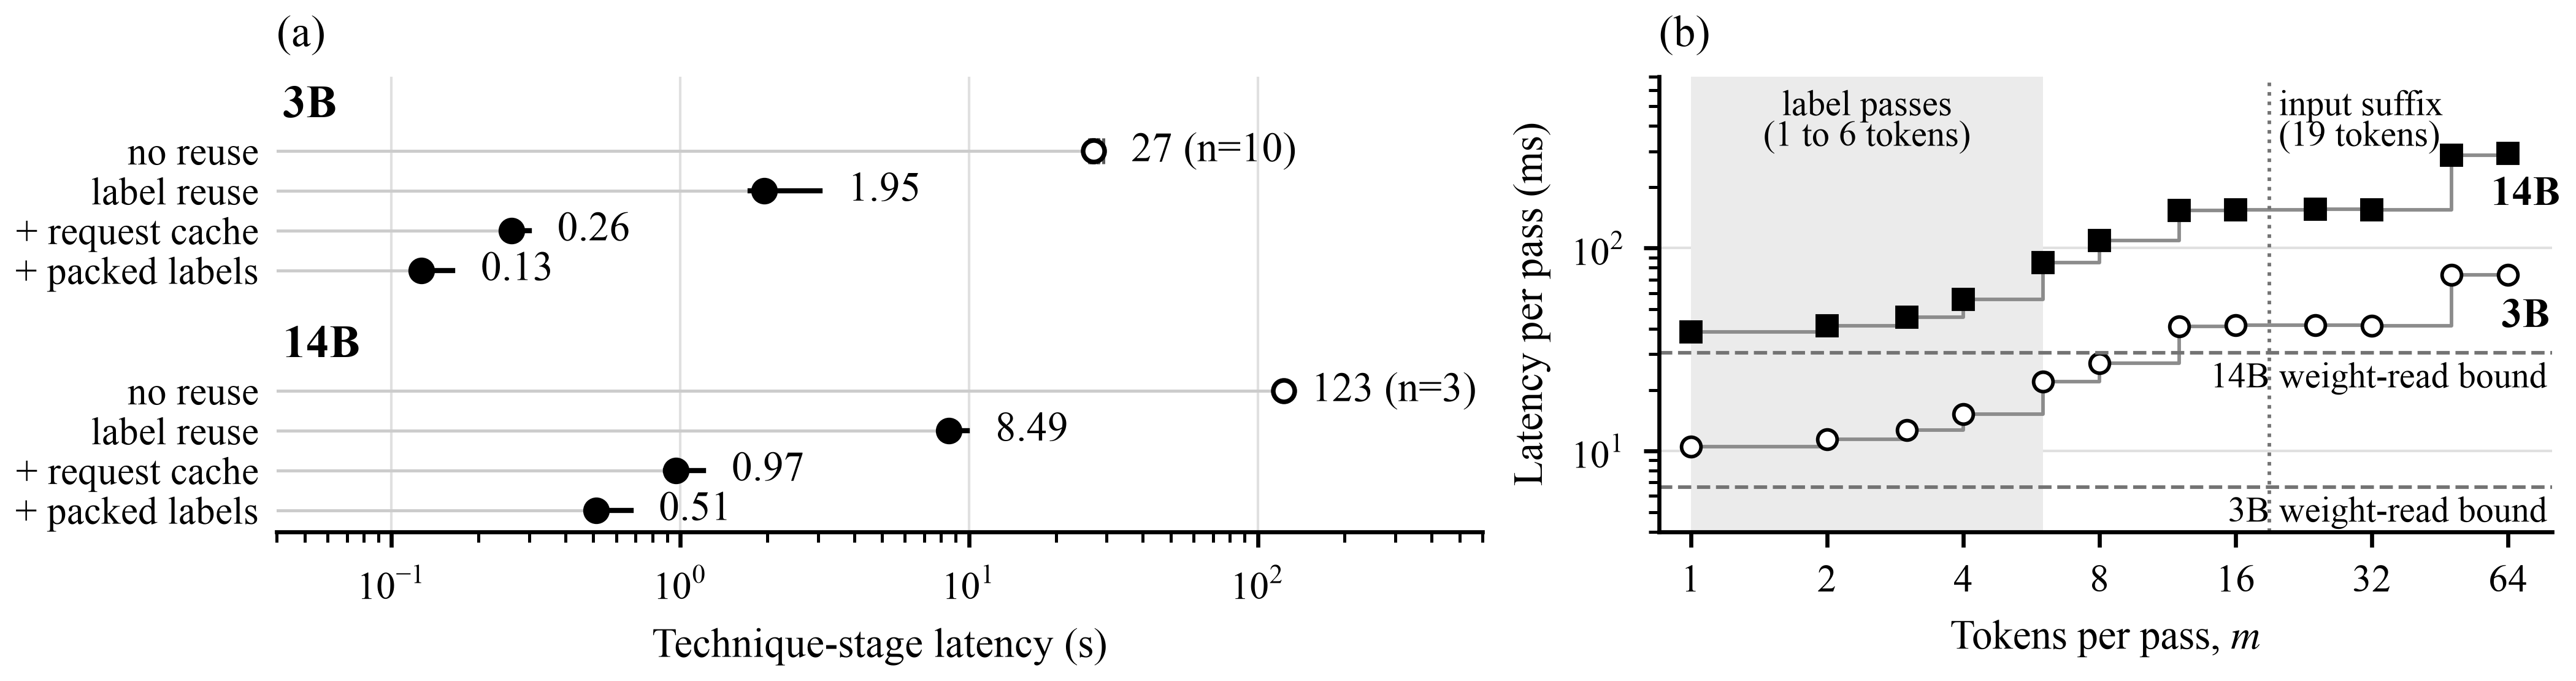 (a)
3B
no reuse
27 (n=10)
label reuse
1.95
+ request cache
0.26
+ packed labels
0.13
14B
no reuse
123 (n=3)
label reuse
8.49
+ request cache
0.97
+ packed labels
0.51
10⁻¹
10⁰
10¹
10²
Technique-stage latency (s)
(b)
Latency per pass (ms)
10²
10¹
label passes
(1 to 6 tokens)
input suffix
(19 tokens)
14B
3B
14B weight-read bound
3B weight-read bound
1
2
4
8
16
32
64
Tokens per pass, m